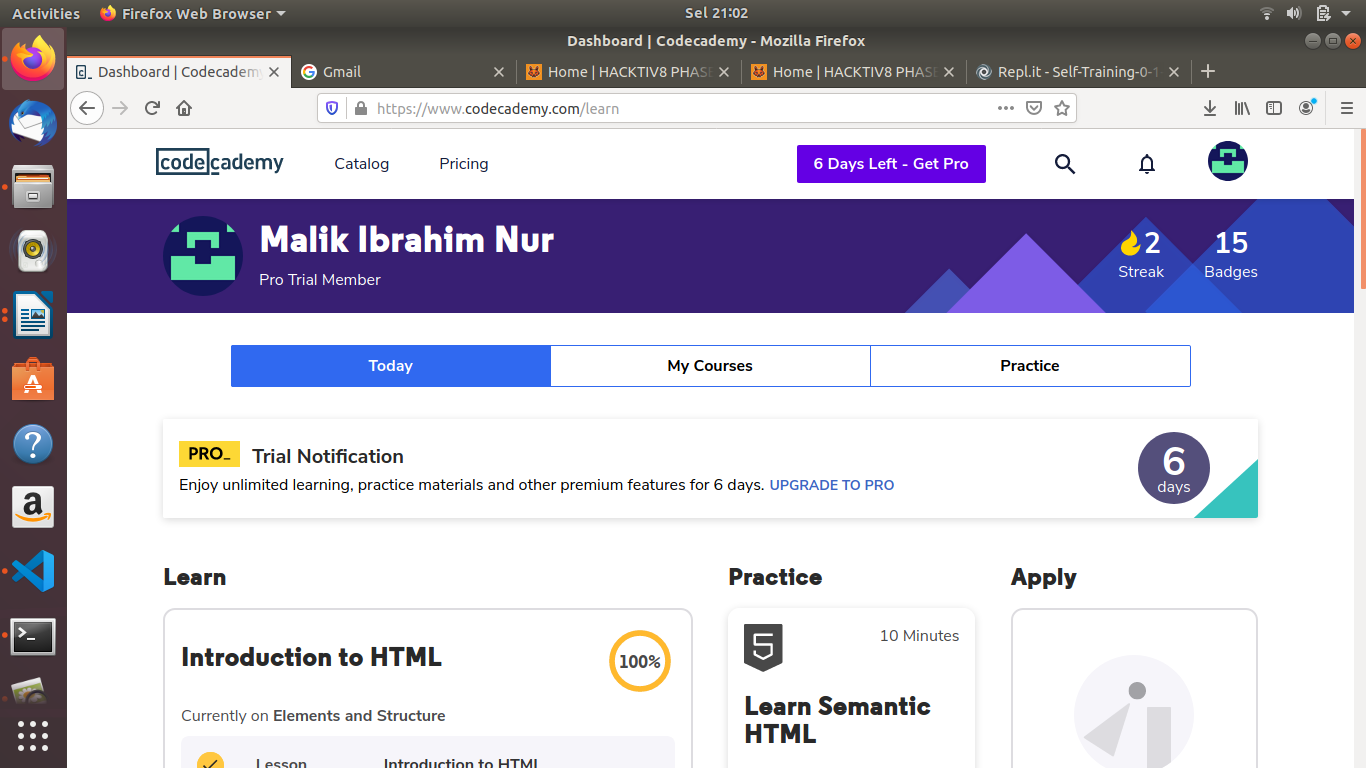 Activities
Firefox Web Browser
Sel 21:02
Dashboard | Codecademy - Mozilla Firefox
Dashboard | Codecademy
Gmail
Home | HACKTIV8 PHASE
Home | HACKTIV8 PHASE
Repl.it - Self-Training-0-1
https://www.codecademy.com/learn
codecademy
Catalog
Pricing
6 Days Left - Get Pro
Malik Ibrahim Nur
Pro Trial Member
2
Streak
15
Badges
Today
My Courses
Practice
PRO_
Trial Notification
Enjoy unlimited learning, practice materials and other premium features for 6 days. UPGRADE TO PRO
6
days
Learn
Introduction to HTML
100%
Currently on Elements and Structure
Lesson
Introduction to HTML
Practice
5
10 Minutes
Learn Semantic
HTML
Apply